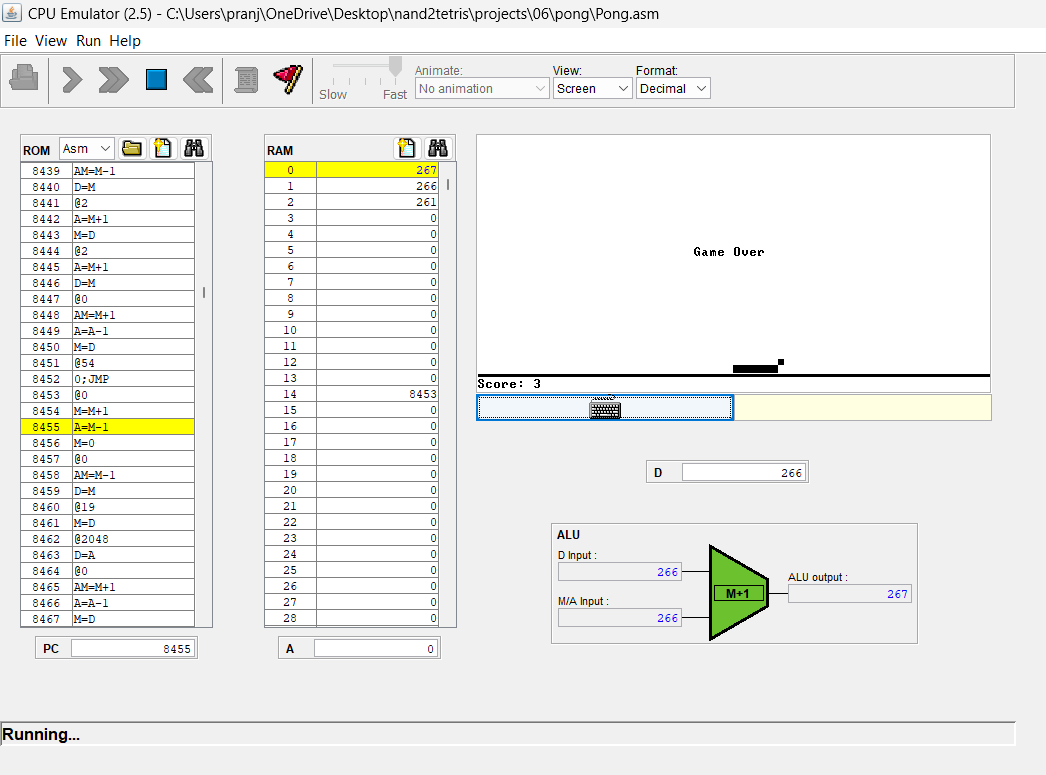 CPU Emulator (2.5) - C:\Users\pranj\OneDrive\Desktop\nand2tetris\projects\06\pong\Pong.asm
File View Run Help
Slow Fast
Animate:
No animation
View:
Screen
Format:
Decimal
ROM Asm
8439 AM=M-1
8440 D=M
8441 @2
8442 A=M+1
8443 M=D
8444 @2
8445 A=M+1
8446 D=M
8447 @0
8448 AM=M+1
8449 A=A-1
8450 M=D
8451 @54
8452 0;JMP
8453 @0
8454 M=M+1
8455 A=M-1
8456 M=0
8457 @0
8458 AM=M-1
8459 D=M
8460 @19
8461 M=D
8462 @2048
8463 D=A
8464 @0
8465 AM=M+1
8466 A=A-1
8467 M=D
PC 8455
RAM
0 267
1 266
2 261
3 0
4 0
5 0
6 0
7 0
8 0
9 0
10 0
11 0
12 0
13 0
14 8453
15 0
16 0
17 0
18 0
19 0
20 0
21 0
22 0
23 0
24 0
25 0
26 0
27 0
28 0
A 0
Game Over
Score: 3
D 266
ALU
D Input :
266
M/A Input :
266
M+1
ALU output :
267
Running...